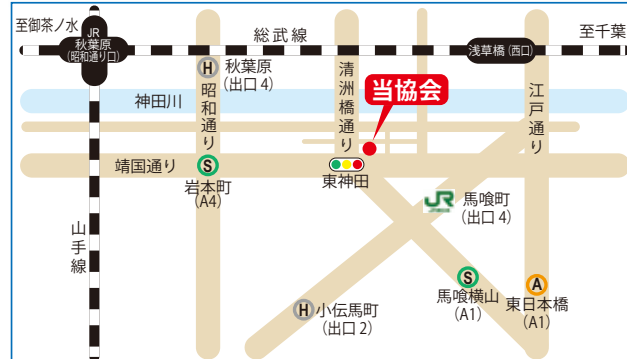 至御茶ノ水
JR
秋葉原
(昭和通り口)
総武線
浅草橋(西口)
至千葉
H 秋葉原
(出口4)
昭和通り
清洲橋通り
江戸通り
当協会
神田川
靖国通り
S
岩本町
(A4)
東神田
山手線
JR 馬喰町
(出口4)
H 小伝馬町
(出口2)
S
馬喰横山
(A1)
A
東日本橋
(A1)